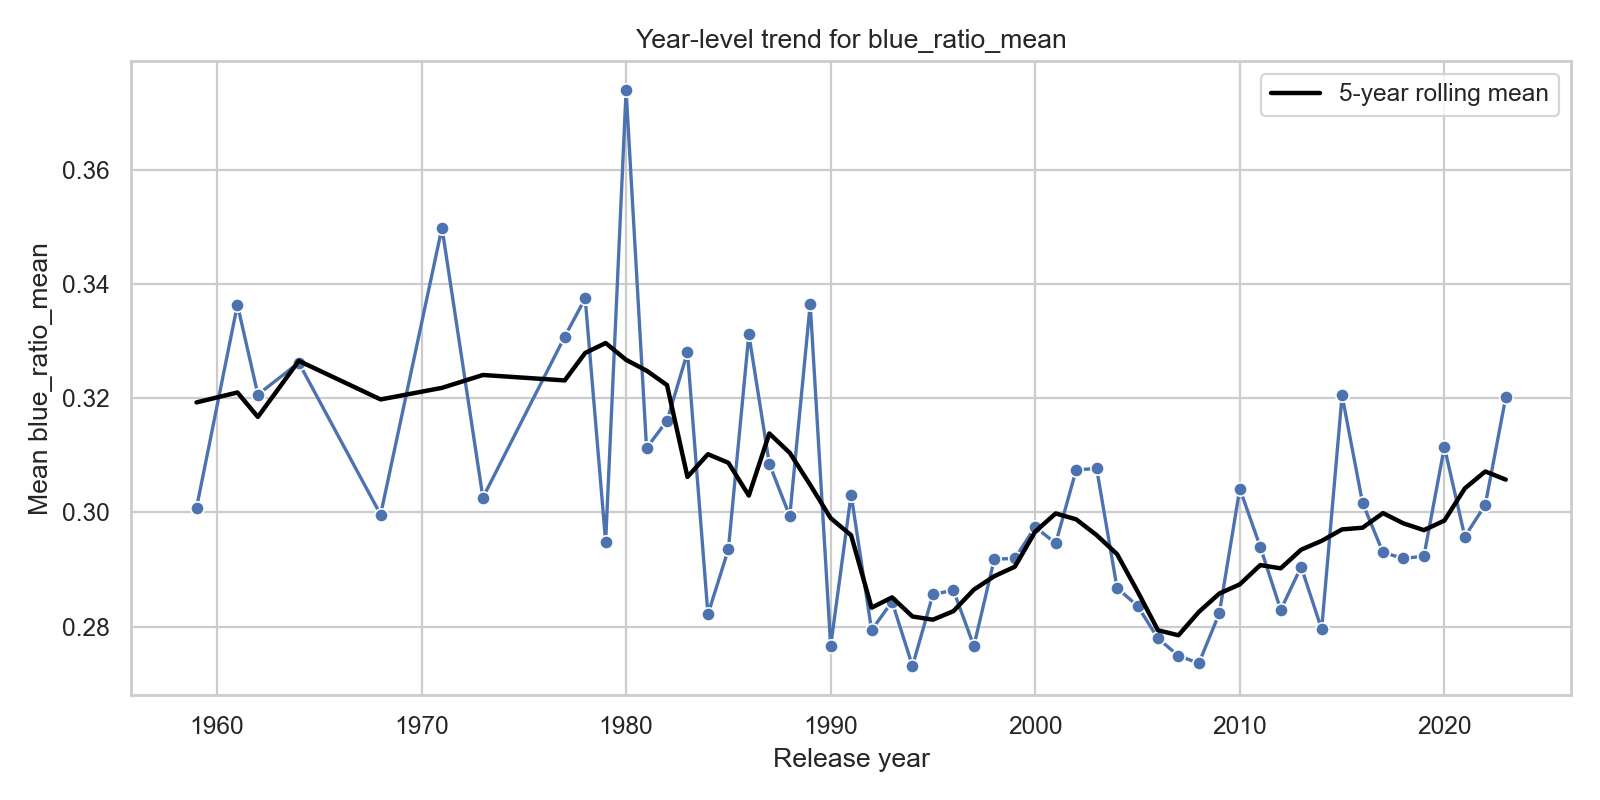 Year-level trend for blue_ratio_mean
5-year rolling mean
Mean blue_ratio_mean
0.36
0.34
0.32
0.30
0.28
1960 1970 1980 1990 2000 2010 2020
Release year